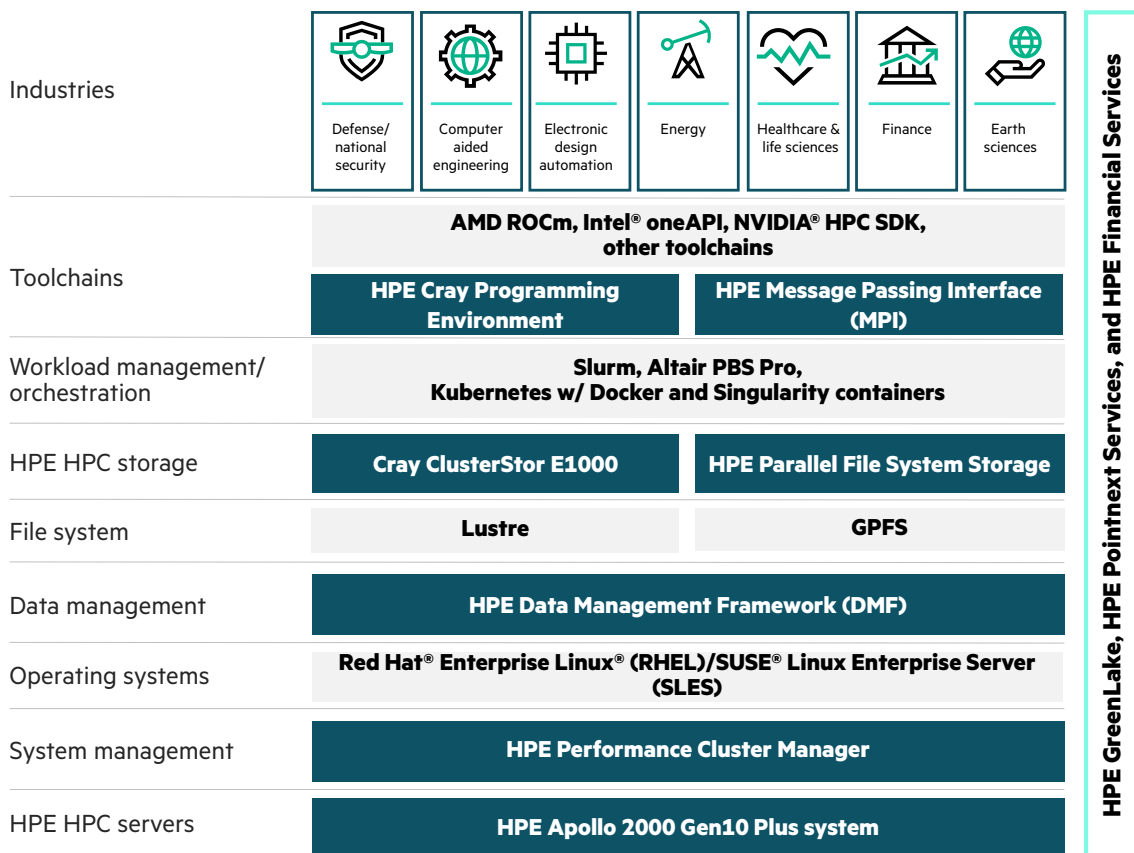 Industries
Defense/
national
security
Computer
aided
engineering
Electronic
design
automation
Energy
Healthcare &
life sciences
Finance
Earth
sciences
Toolchains
AMD ROCm, Intel® oneAPI, NVIDIA® HPC SDK,
other toolchains
HPE Cray Programming
Environment
HPE Message Passing Interface
(MPI)
Workload management/
orchestration
Slurm, Altair PBS Pro,
Kubernetes w/ Docker and Singularity containers
HPE HPC storage
Cray ClusterStor E1000
HPE Parallel File System Storage
File system
Lustre
GPFS
Data management
HPE Data Management Framework (DMF)
Operating systems
Red Hat® Enterprise Linux® (RHEL)/SUSE® Linux Enterprise Server
(SLES)
System management
HPE Performance Cluster Manager
HPE HPC servers
HPE Apollo 2000 Gen10 Plus system
HPE GreenLake, HPE Pointnext Services, and HPE Financial Services